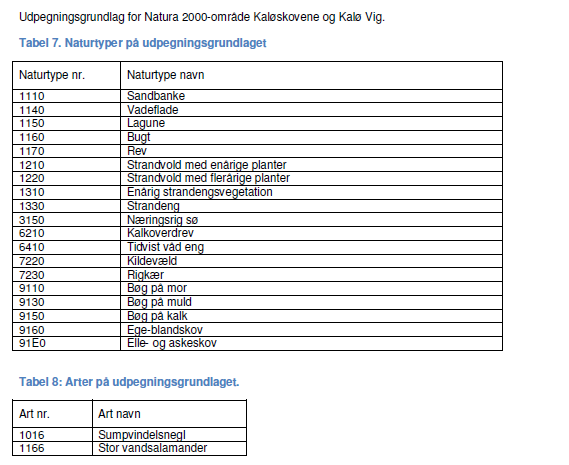 Udpegningsgrundlag for Natura 2000-område Kaløskovene og Kalø Vig.
Tabel 7. Naturtyper på udpegningsgrundlaget
Naturtype nr. Naturtype navn
1110 Sandbanke
1140 Vadeflade
1150 Lagune
1160 Bugt
1170 Rev
1210 Strandvold med enårige planter
1220 Strandvold med flerårige planter
1310 Enårig strandengsvegetation
1330 Strandeng
3150 Næringsrig sø
6210 Kalkoverdrev
6410 Tidvist våd eng
7220 Kildevæld
7230 Rigkær
9110 Bøg på mor
9130 Bøg på muld
9150 Bøg på kalk
9160 Ege-blandskov
91E0 Elle- og askeskov
Tabel 8: Arter på udpegningsgrundlaget.
Art nr. Art navn
1016 Sumpvindelsnegl
1166 Stor vandsalamander